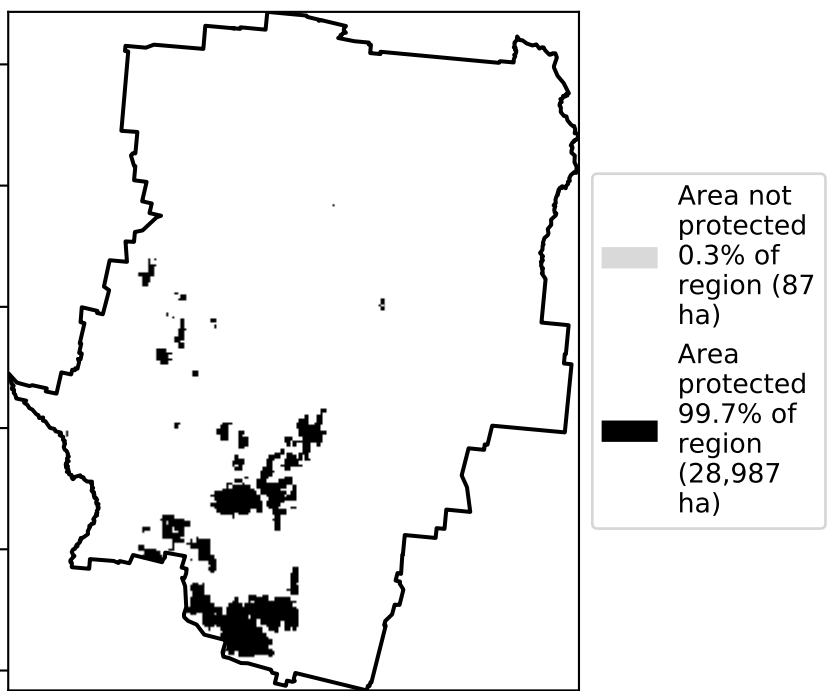 Area not
protected
0.3% of
region (87
ha)
Area
protected
99.7% of
region
(28,987
ha)